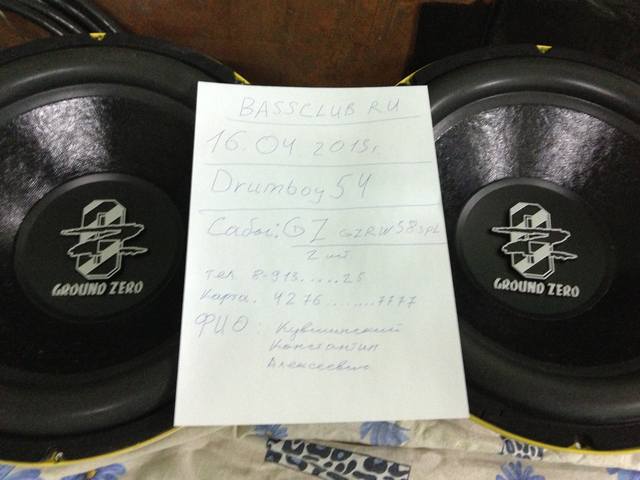 BASSCLUB RU
16.04 2015г.
Drumboy54
Сабы: GZ GZRW38SPL
2 шт
тел 8-913.....25
Карта. 4276.......7777
ФИО: Кувшинский
Константин
Алексеевич
GROUND ZERO
GROUND ZERO